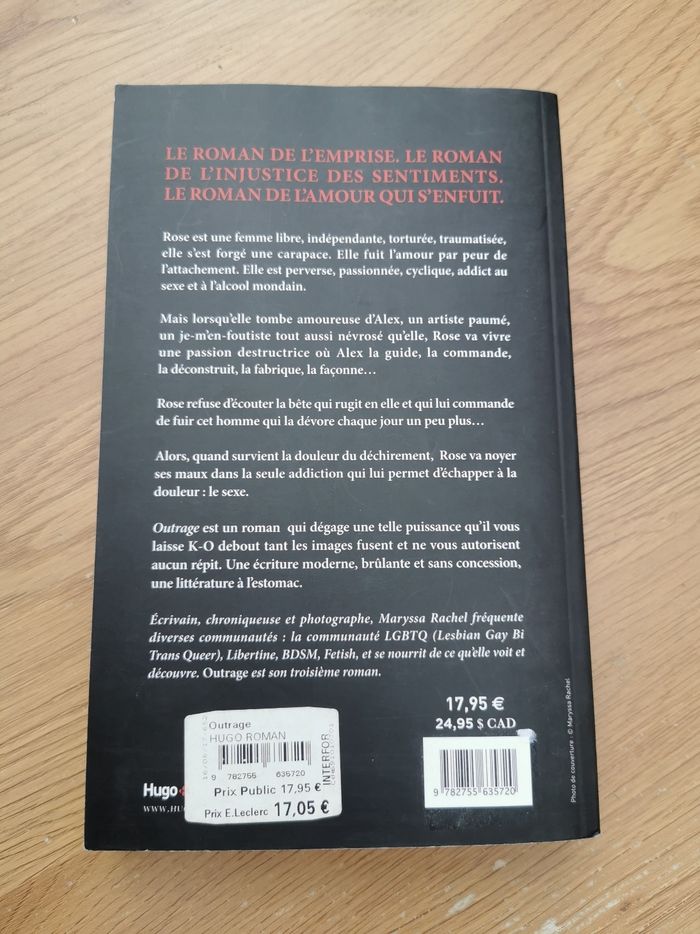 LE ROMAN DE L'EMPRISE. LE ROMAN
DE L'INJUSTICE DES SENTIMENTS.
LE ROMAN DE L'AMOUR QUI S'ENFUIT.
Rose est une femme libre, indépendante, torturée, traumatisée,
elle s'est forgé une carapace. Elle fuit l'amour par peur de
l'attachement. Elle est perverse, passionnée, cyclique, addict au
sexe et à l'alcool mondain.
Mais lorsqu'elle tombe amoureuse d'Alex, un artiste paumé,
un je-m'en-foutiste tout aussi névrosé qu'elle, Rose va vivre
une passion destructrice où Alex la guide, la commande,
la déconstruit, la fabrique, la façonne…
Rose refuse d'écouter la bête qui rugit en elle et qui lui commande
de fuir cet homme qui la dévore chaque jour un peu plus…
Alors, quand survient la douleur du déchirement, Rose va noyer
ses maux dans la seule addiction qui lui permet d'échapper à la
douleur : le sexe.
Outrage est un roman qui dégage une telle puissance qu'il vous
laisse K-O debout tant les images fusent et ne vous autorisent
aucun répit. Une écriture moderne, brûlante et sans concession,
une littérature à l'estomac.
Écrivain, chroniqueuse et photographe, Maryssa Rachel fréquente
diverses communautés : la communauté LGBTQ (Lesbian Gay Bi
Trans Queer), Libertine, BDSM, Fetish, et se nourrit de ce qu'elle voit et
découvre. Outrage est son troisième roman.
17,95 €
24,95 $ CAD
9 782755 635720
Photo de couverture : © Maryssa Rachel
Outrage
HUGO ROMAN
INTERFOR
9 782755 635720
Prix Public 17,95 €
Prix E.Leclerc 17,05 €
Hugo